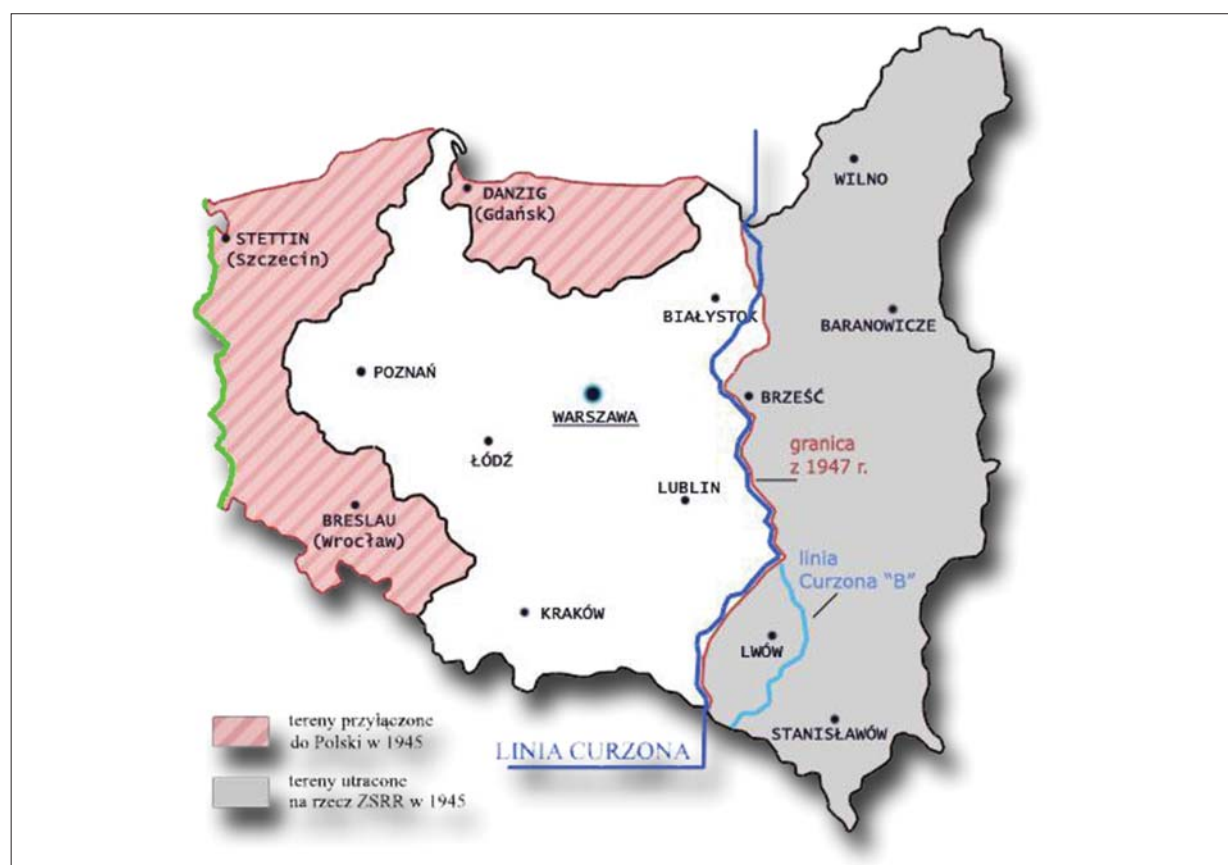 WILNO
DANZIG
(Gdańsk)
STETTIN
(Szczecin)
BIAŁYSTOK
BARANOWICZE
POZNAŃ
BRZEŚĆ
WARSZAWA
ŁÓDŹ
granica
z 1947 r.
LUBLIN
BRESLAU
(Wrocław)
linia
Curzona "B"
KRAKÓW
LWÓW
STANISŁAWÓW
tereny przyłączone
do Polski w 1945
LINIA CURZONA
tereny utracone
na rzecz ZSRR w 1945